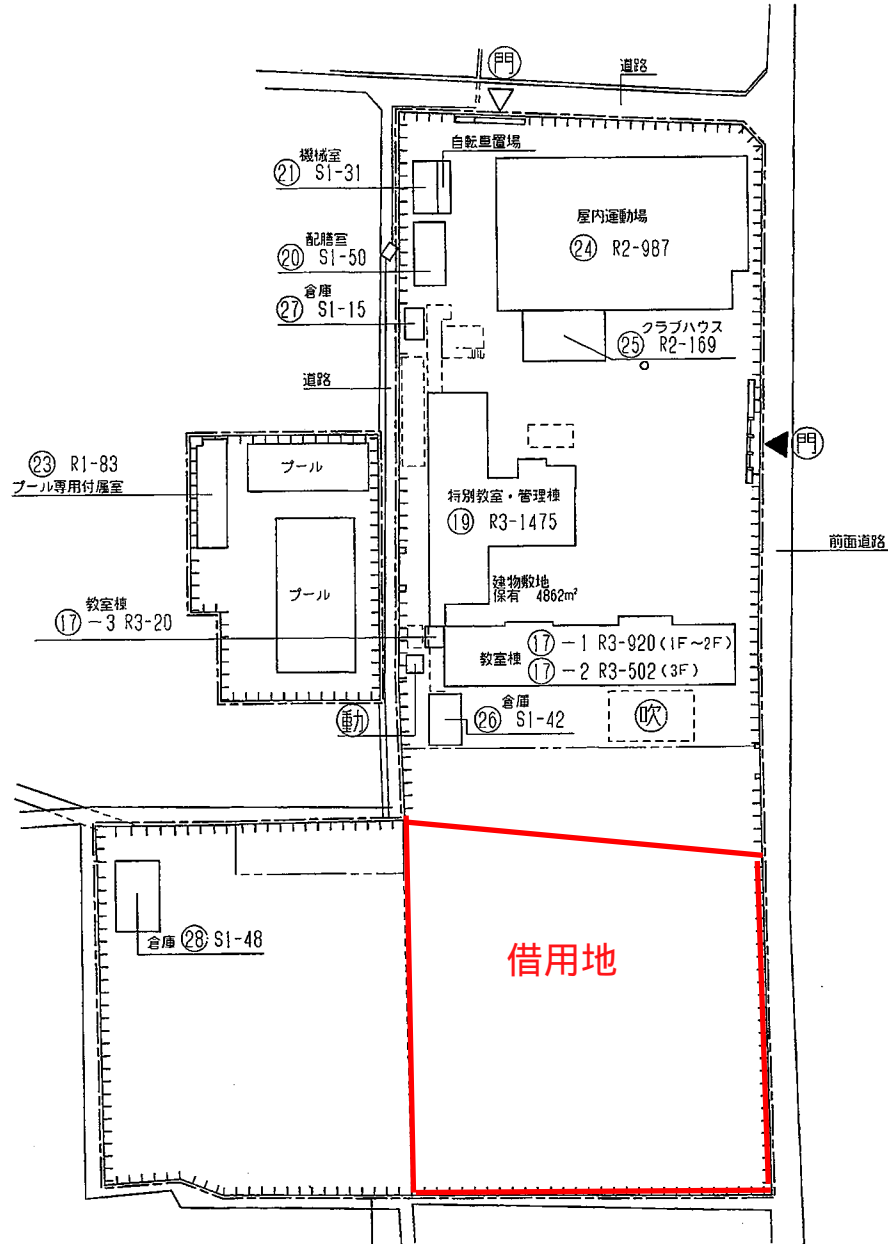 門
道路
自転車置場
機械室
㉑ S1-31
屋内運動場
㉔ R2-987
配膳室
⑳ S1-50
倉庫
㉗ S1-15
クラブハウス
㉕ R2-169
道路
門
㉓ R1-83
プール専用付属室
プール
特別教室・管理棟
⑲ R3-1475
前面道路
建物敷地
保有 4862m²
プール
教室棟
⑰-3 R3-20
教室棟
⑰-1 R3-920(1F~2F)
⑰-2 R3-502(3F)
動
倉庫
㉖ S1-42
吹
倉庫 ㉘ S1-48
借用地